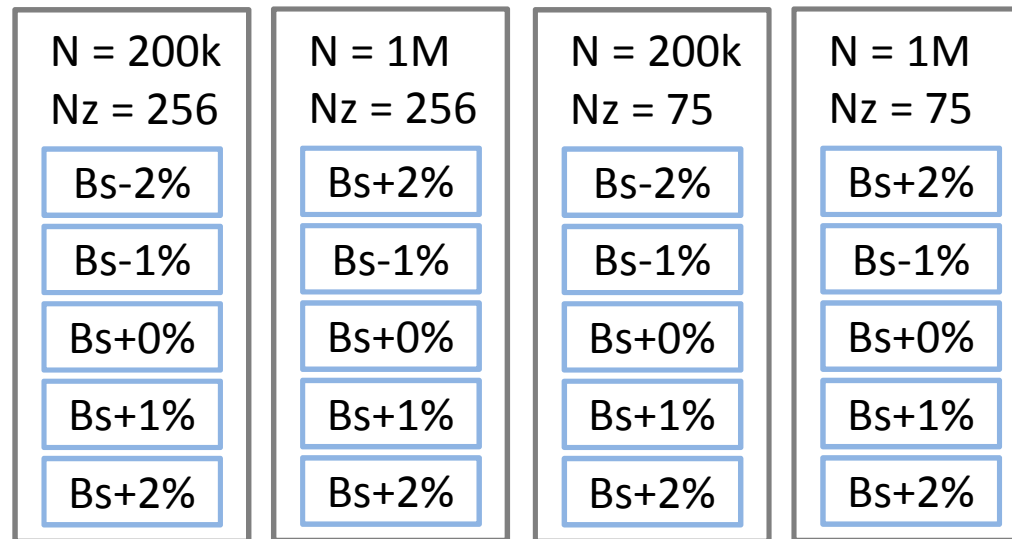 N = 200k
Nz = 256
Bs-2%
Bs-1%
Bs+0%
Bs+1%
Bs+2%
N = 1M
Nz = 256
Bs+2%
Bs-1%
Bs+0%
Bs+1%
Bs+2%
N = 200k
Nz = 75
Bs-2%
Bs-1%
Bs+0%
Bs+1%
Bs+2%
N = 1M
Nz = 75
Bs+2%
Bs-1%
Bs+0%
Bs+1%
Bs+2%